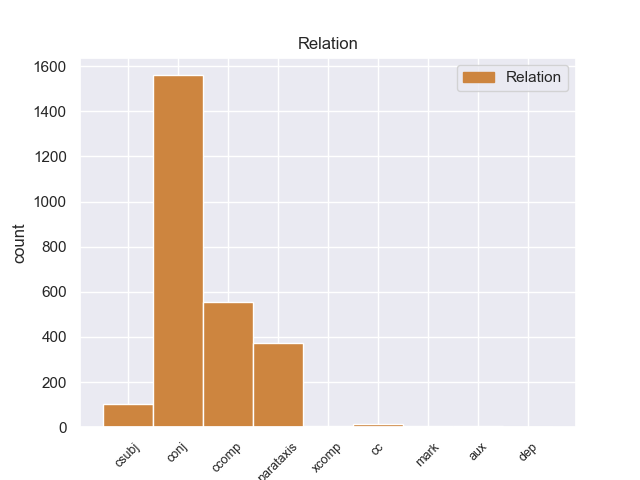 Relation
Relation
1600
1400
1200
1000
800
600
400
200
0
count
csubj
conj
ccomp
parataxis
xcomp
cc
mark
aux
dep